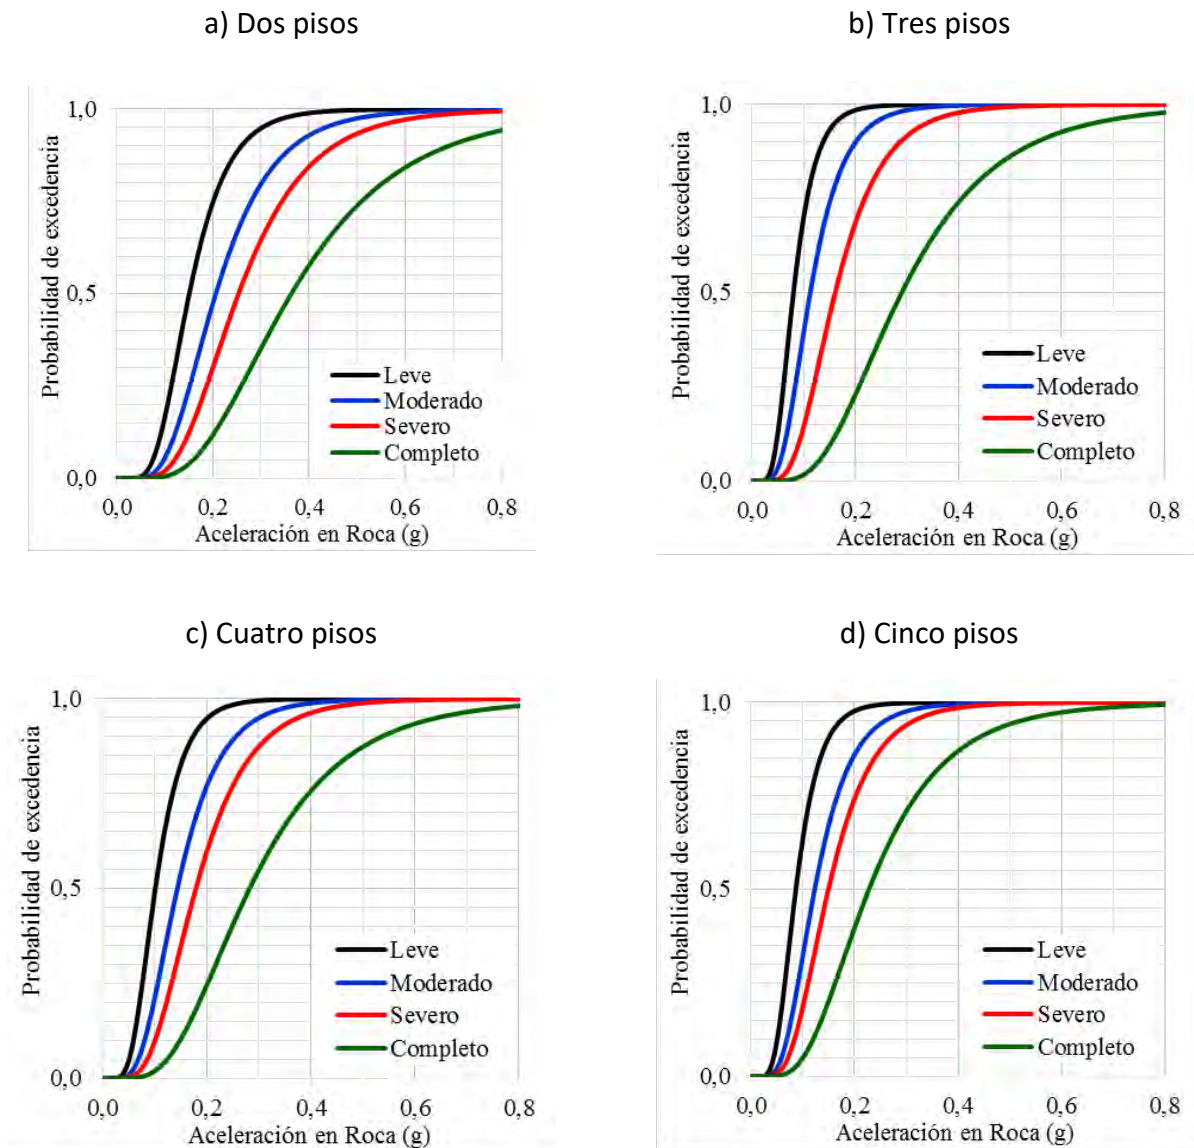 a) Dos pisos
Probabilidad de excedencia
1,0
0,5
0,0
0,0 0,2 0,4 0,6 0,8
Aceleración en Roca (g)
Leve
Moderado
Severo
Completo
b) Tres pisos
Probabilidad de excedencia
1,0
0,5
0,0
0,0 0,2 0,4 0,6 0,8
Aceleración en Roca (g)
Leve
Moderado
Severo
Completo
c) Cuatro pisos
Probabilidad de excedencia
1,0
0,5
0,0
0,0 0,2 0,4 0,6 0,8
Aceleración en Roca (g)
Leve
Moderado
Severo
Completo
d) Cinco pisos
Probabilidad de excedencia
1,0
0,5
0,0
0,0 0,2 0,4 0,6 0,8
Aceleración en Roca (g)
Leve
Moderado
Severo
Completo